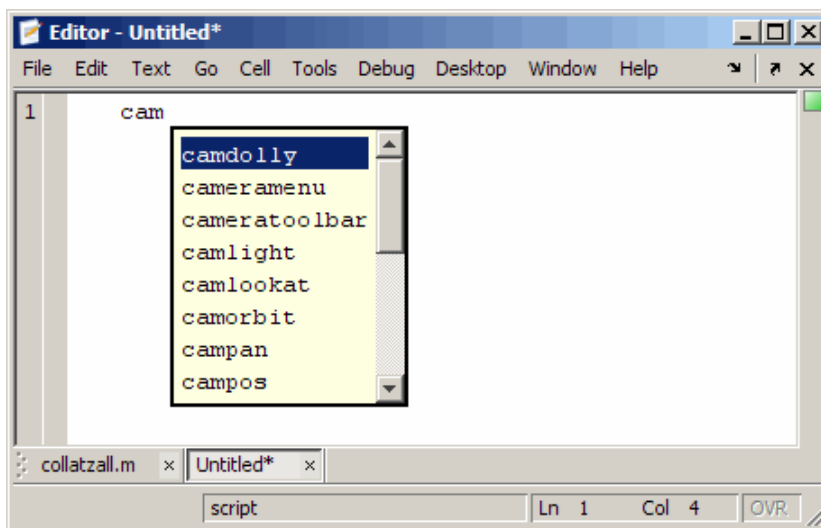 Editor - Untitled*
File Edit Text Go Cell Tools Debug Desktop Window Help
1 cam
camdolly
cameramenu
cameratoolbar
camlight
camlookat
camorbit
campan
campos
collatzall.m Untitled*
script Ln 1 Col 4 OVR